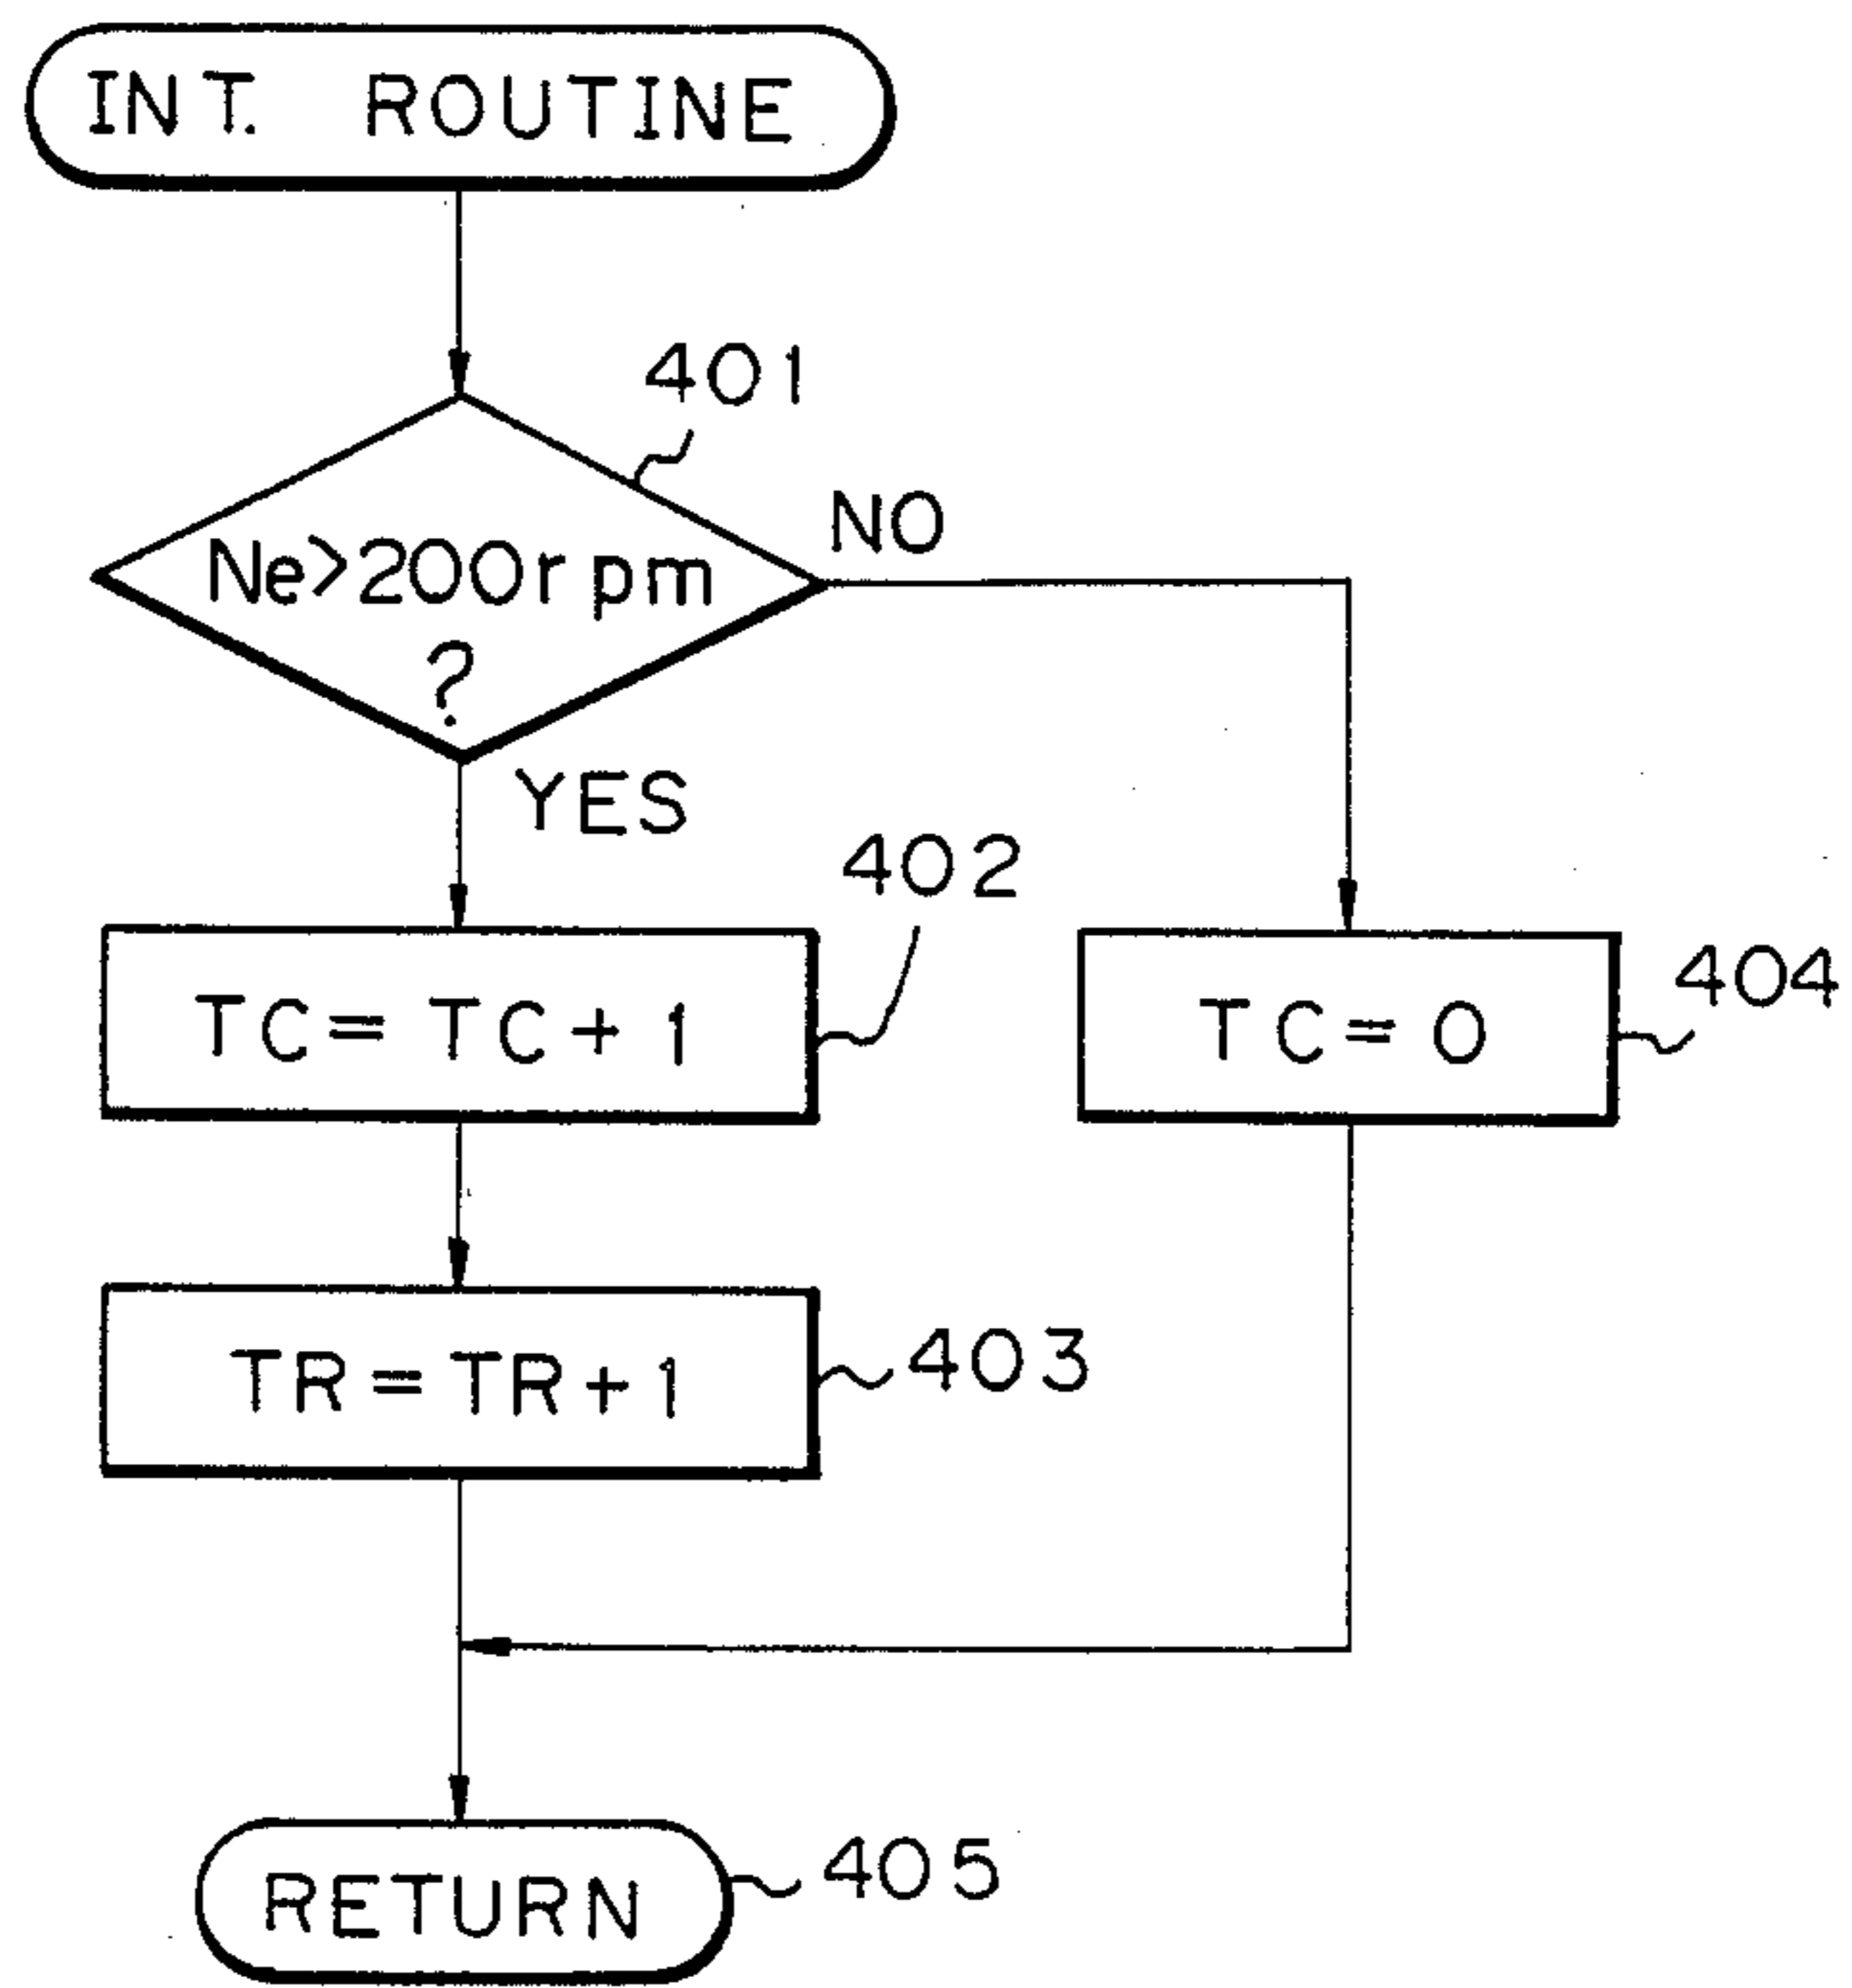 INT. ROUTINE
401
Ne>200rpm
?
NO
YES
402
TC=TC+1
TC=0
404
TR=TR+1
403
RETURN
405